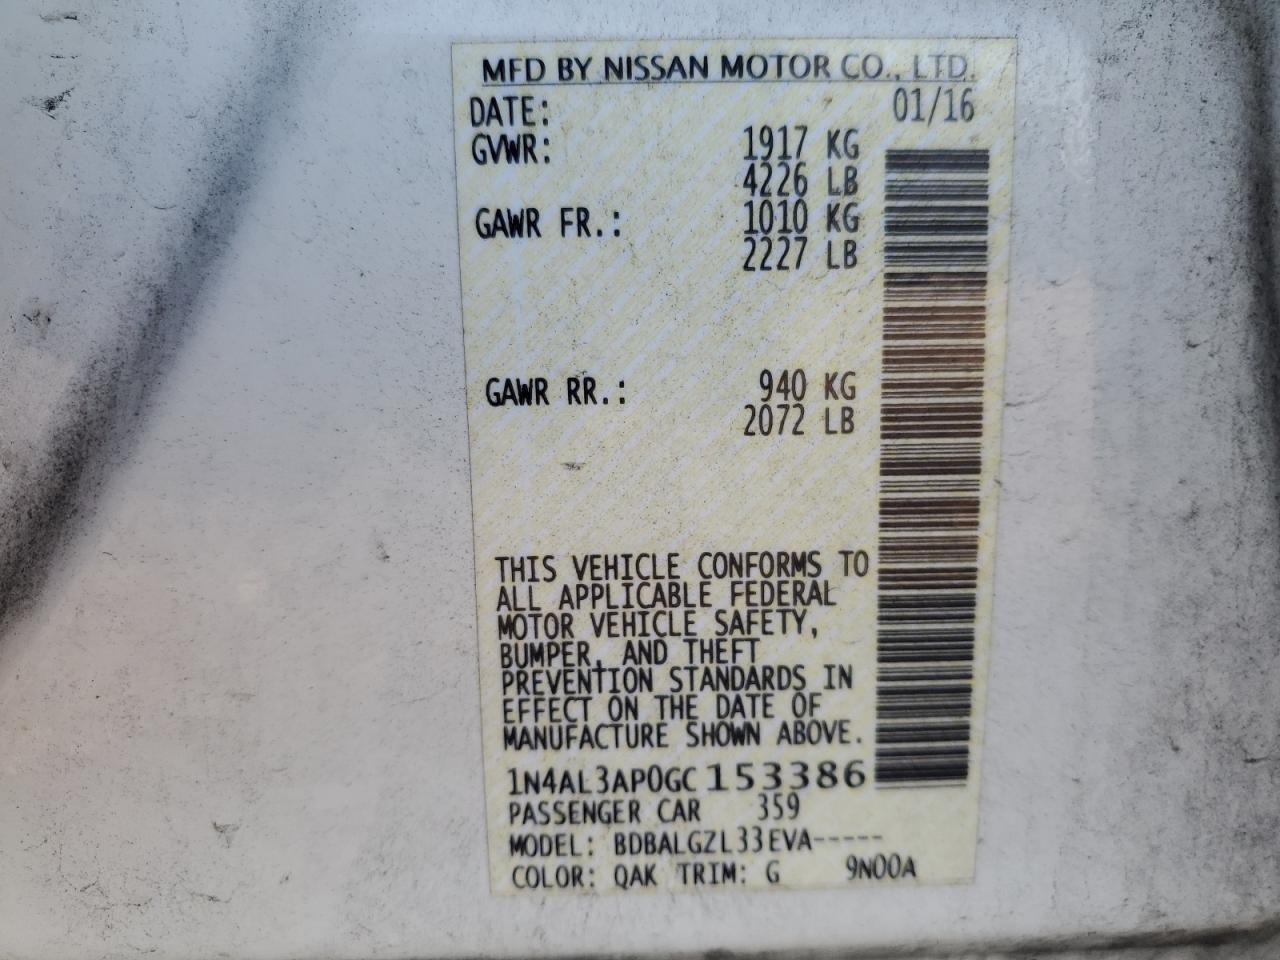 MFD BY NISSAN MOTOR CO., LTD.
DATE: 01/16
GVWR: 1917 KG
4226 LB
GAWR FR.: 1010 KG
2227 LB
GAWR RR.: 940 KG
2072 LB
THIS VEHICLE CONFORMS TO
ALL APPLICABLE FEDERAL
MOTOR VEHICLE SAFETY,
BUMPER, AND THEFT
PREVENTION STANDARDS IN
EFFECT ON THE DATE OF
MANUFACTURE SHOWN ABOVE.
1N4AL3AP0GC153386
PASSENGER CAR 359
MODEL: BDBALGZL33EVA-----
COLOR: QAK TRIM: G 9N00A